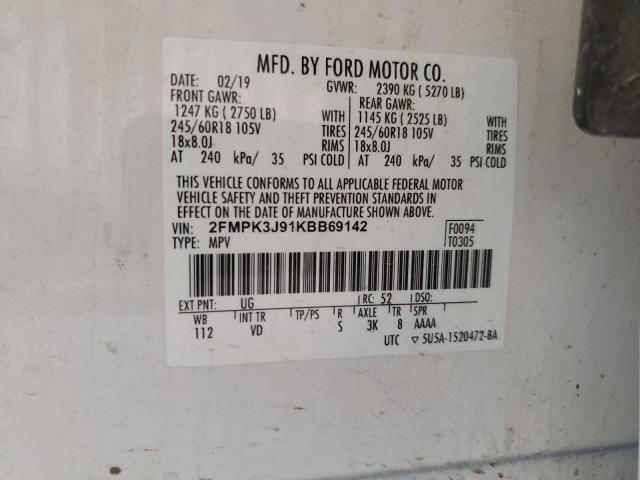 MFD. BY FORD MOTOR CO.
DATE: 02/19 GVWR: 2390 KG ( 5270 LB)
FRONT GAWR: REAR GAWR:
1247 KG ( 2750 LB) WITH 1145 KG ( 2525 LB) WITH
245/60R18 105V TIRES 245/60R18 105V TIRES
18x8.0J RIMS 18x8.0J RIMS
AT 240 kPa/ 35 PSI COLD AT 240 kPa/ 35 PSI COLD
THIS VEHICLE CONFORMS TO ALL APPLICABLE FEDERAL MOTOR
VEHICLE SAFETY AND THEFT PREVENTION STANDARDS IN
EFFECT ON THE DATE OF MANUFACTURE SHOWN ABOVE.
VIN: 2FMPK3J91KBB69142 F0094
TYPE: MPV T0305
EXT PNT: UG RC: 52 DSO:
WB INT TR TP/PS R AXLE TR SPR
112 VD S 3K 8 AAAA
UTC ▽ 5U5A-1520472-BA